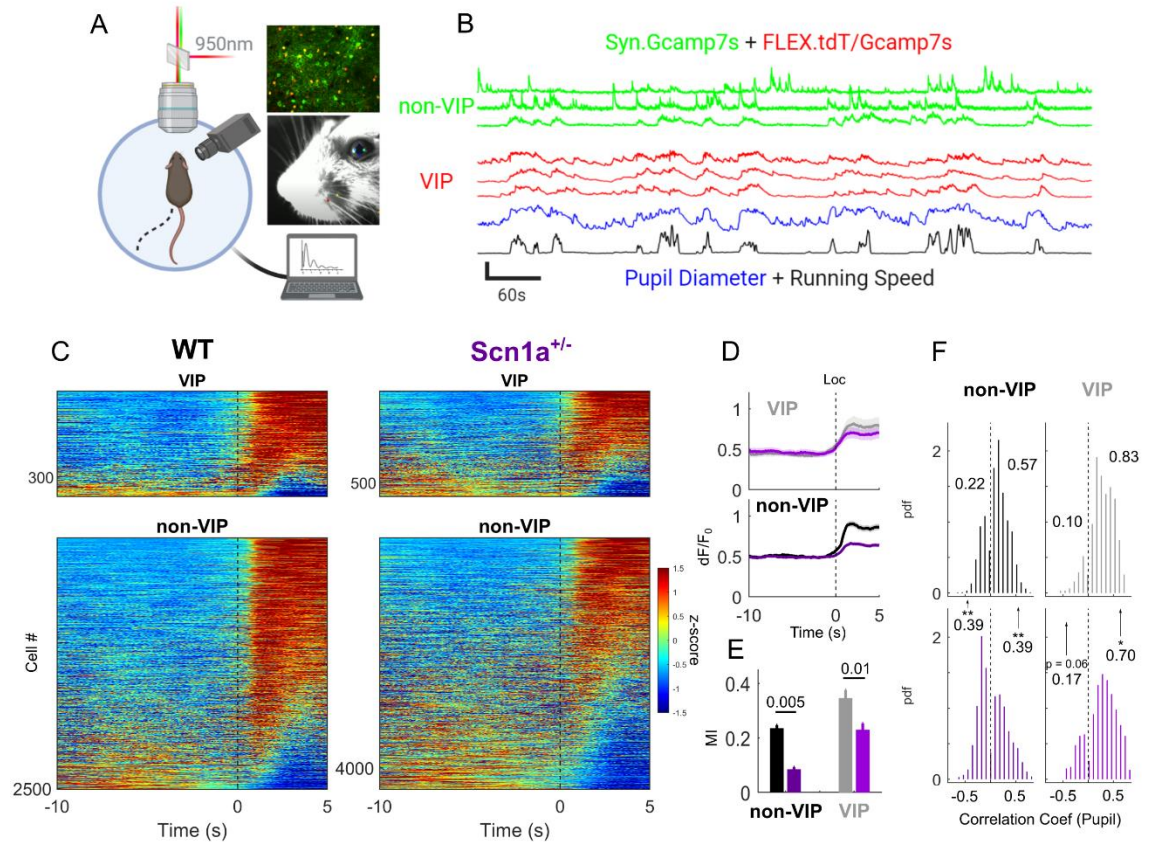 A
950nm
B
Syn.Gcamp7s + FLEX.tdT/Gcamp7s
non-VIP
VIP
60s
Pupil Diameter + Running Speed
C
WT
Scn1a+/-
VIP
VIP
300
500
non-VIP
non-VIP
Cell #
2500
4000
-10
-5
0
5
-10
-5
0
5
Time (s)
Time (s)
1.5
1
0.5
0
-0.5
-1
-1.5
z-score
D
Loc
VIP
1
0.5
0
non-VIP
1
0.5
0
dF/F0
-10
-5
0
5
Time (s)
E
0.005
0.01
0.4
0.2
0
MI
non-VIP
VIP
F
non-VIP
VIP
pdf
2
0
0.22
0.57
0.10
0.83
**
0.39
**
0.39
p = 0.06
0.17
*
0.70
pdf
2
0
-0.5
0.5
-0.5
0.5
Correlation Coef (Pupil)